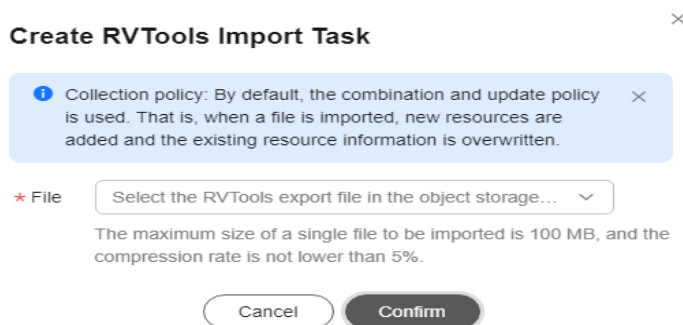 Create RVTools Import Task
Collection policy: By default, the combination and update policy
is used. That is, when a file is imported, new resources are
added and the existing resource information is overwritten.
* File Select the RVTools export file in the object storage...
The maximum size of a single file to be imported is 100 MB, and the
compression rate is not lower than 5%.
Cancel Confirm